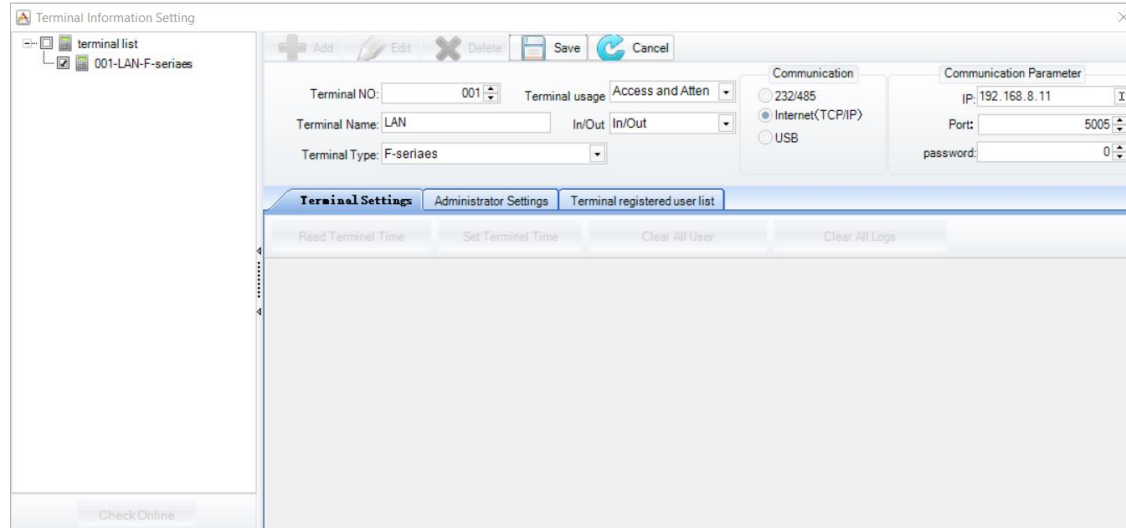 Terminal Information Setting
terminal list
001-LAN-F-seriaes
Add Edit Delete Save Cancel
Terminal NO: 001 Terminal usage Access and Atten
Terminal Name: LAN In/Out In/Out
Terminal Type: F-seriaes
Communication
232/485
Internet(TCP/IP)
USB
Communication Parameter
IP: 192.168.8.11
Port: 5005
password: 0
Terminal Settings Administrator Settings Terminal registered user list
Read Terminel Time Set Terminel Time Clear All User Clear All Logs
Check Online